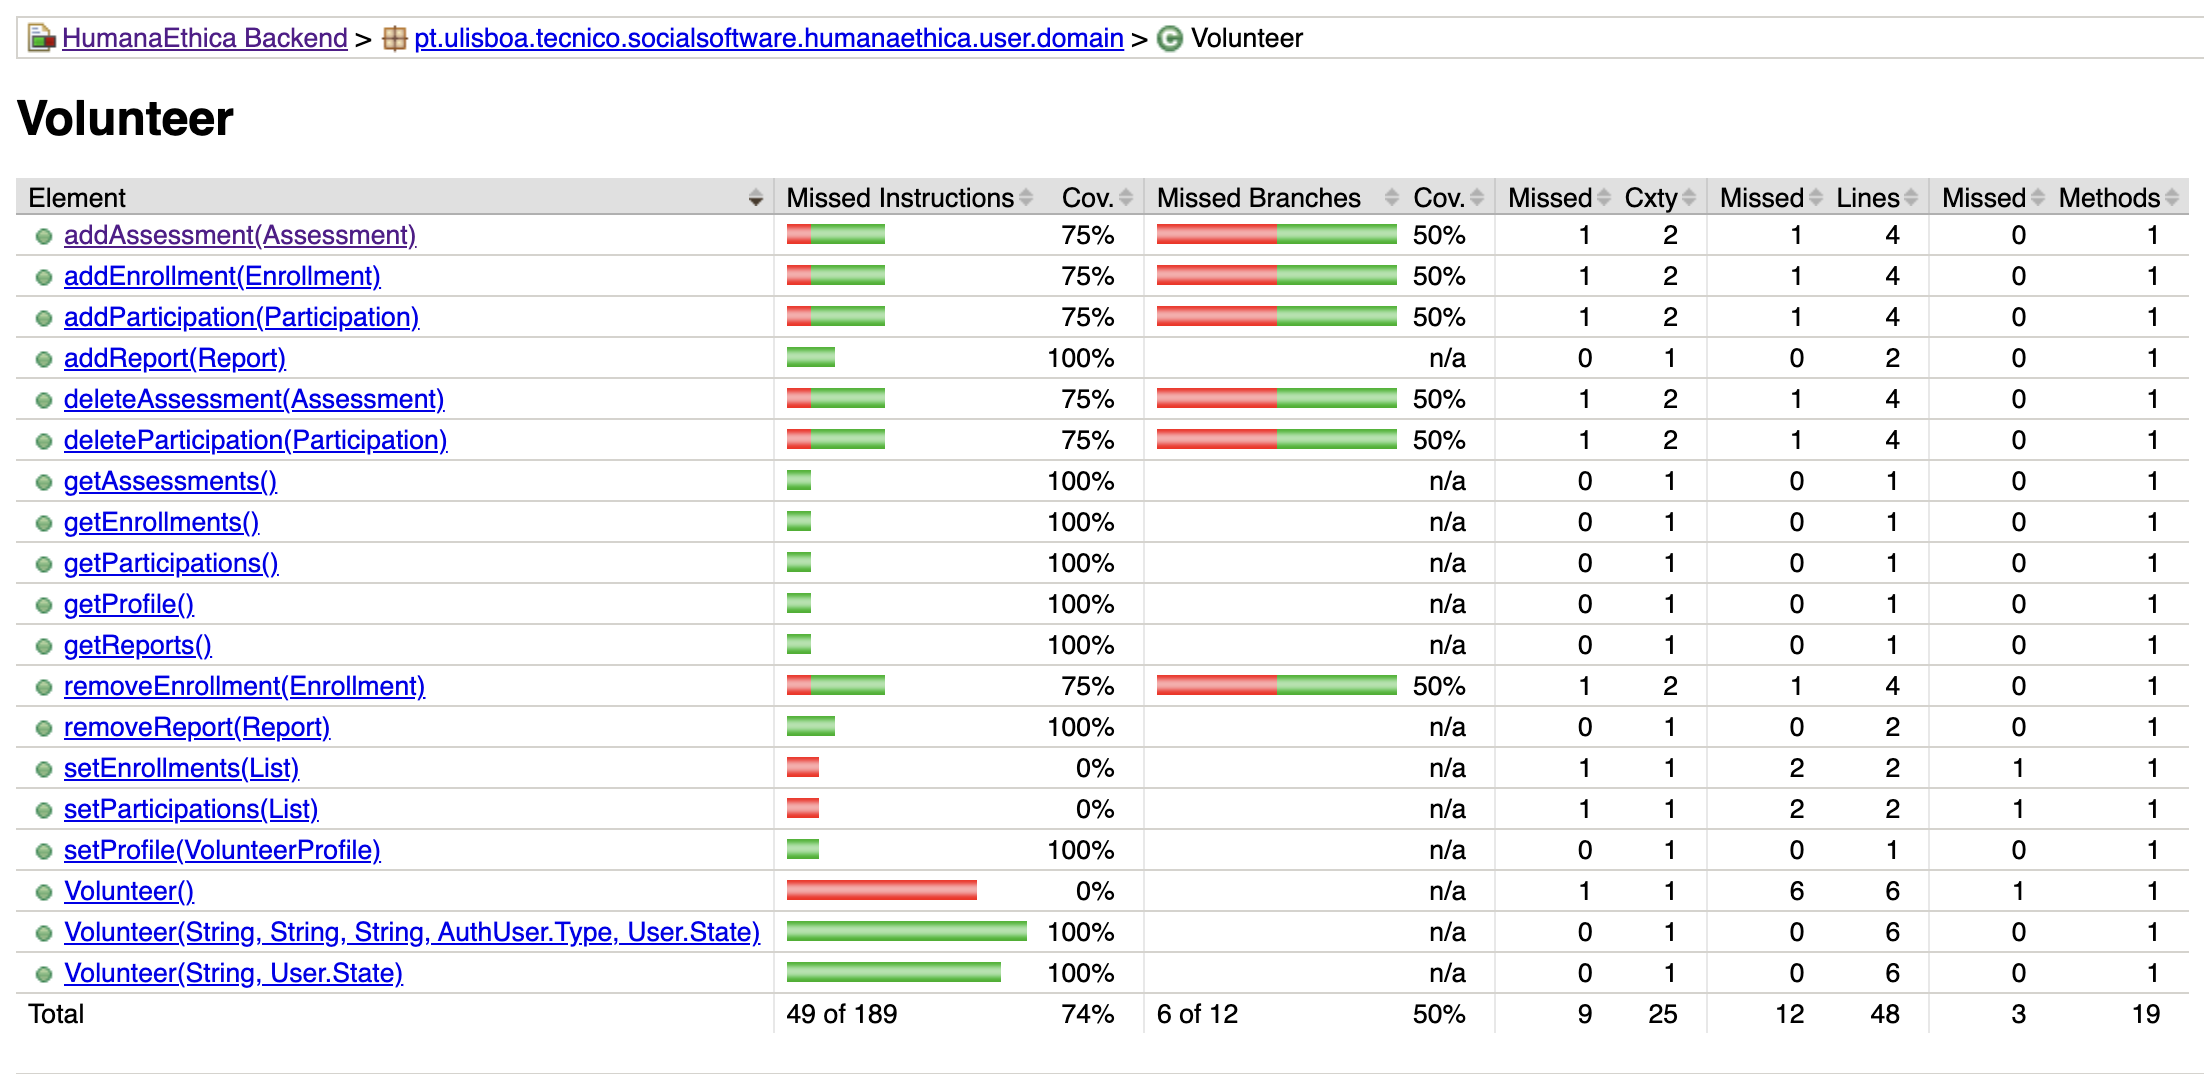 HumanaEthica Backend > pt.ulisboa.tecnico.socialsoftware.humanaethica.user.domain > Volunteer
Volunteer
Element Missed Instructions Cov. Missed Branches Cov. Missed Cxty Missed Lines Missed Methods
addAssessment(Assessment) 75% 50% 1 2 1 4 0 1
addEnrollment(Enrollment) 75% 50% 1 2 1 4 0 1
addParticipation(Participation) 75% 50% 1 2 1 4 0 1
addReport(Report) 100% n/a 0 1 0 2 0 1
deleteAssessment(Assessment) 75% 50% 1 2 1 4 0 1
deleteParticipation(Participation) 75% 50% 1 2 1 4 0 1
getAssessments() 100% n/a 0 1 0 1 0 1
getEnrollments() 100% n/a 0 1 0 1 0 1
getParticipations() 100% n/a 0 1 0 1 0 1
getProfile() 100% n/a 0 1 0 1 0 1
getReports() 100% n/a 0 1 0 1 0 1
removeEnrollment(Enrollment) 75% 50% 1 2 1 4 0 1
removeReport(Report) 100% n/a 0 1 0 2 0 1
setEnrollments(List) 0% n/a 1 1 2 2 1 1
setParticipations(List) 0% n/a 1 1 2 2 1 1
setProfile(VolunteerProfile) 100% n/a 0 1 0 1 0 1
Volunteer() 0% n/a 1 1 6 6 1 1
Volunteer(String, String, String, AuthUser.Type, User.State) 100% n/a 0 1 0 6 0 1
Volunteer(String, User.State) 100% n/a 0 1 0 6 0 1
Total 49 of 189 74% 6 of 12 50% 9 25 12 48 3 19